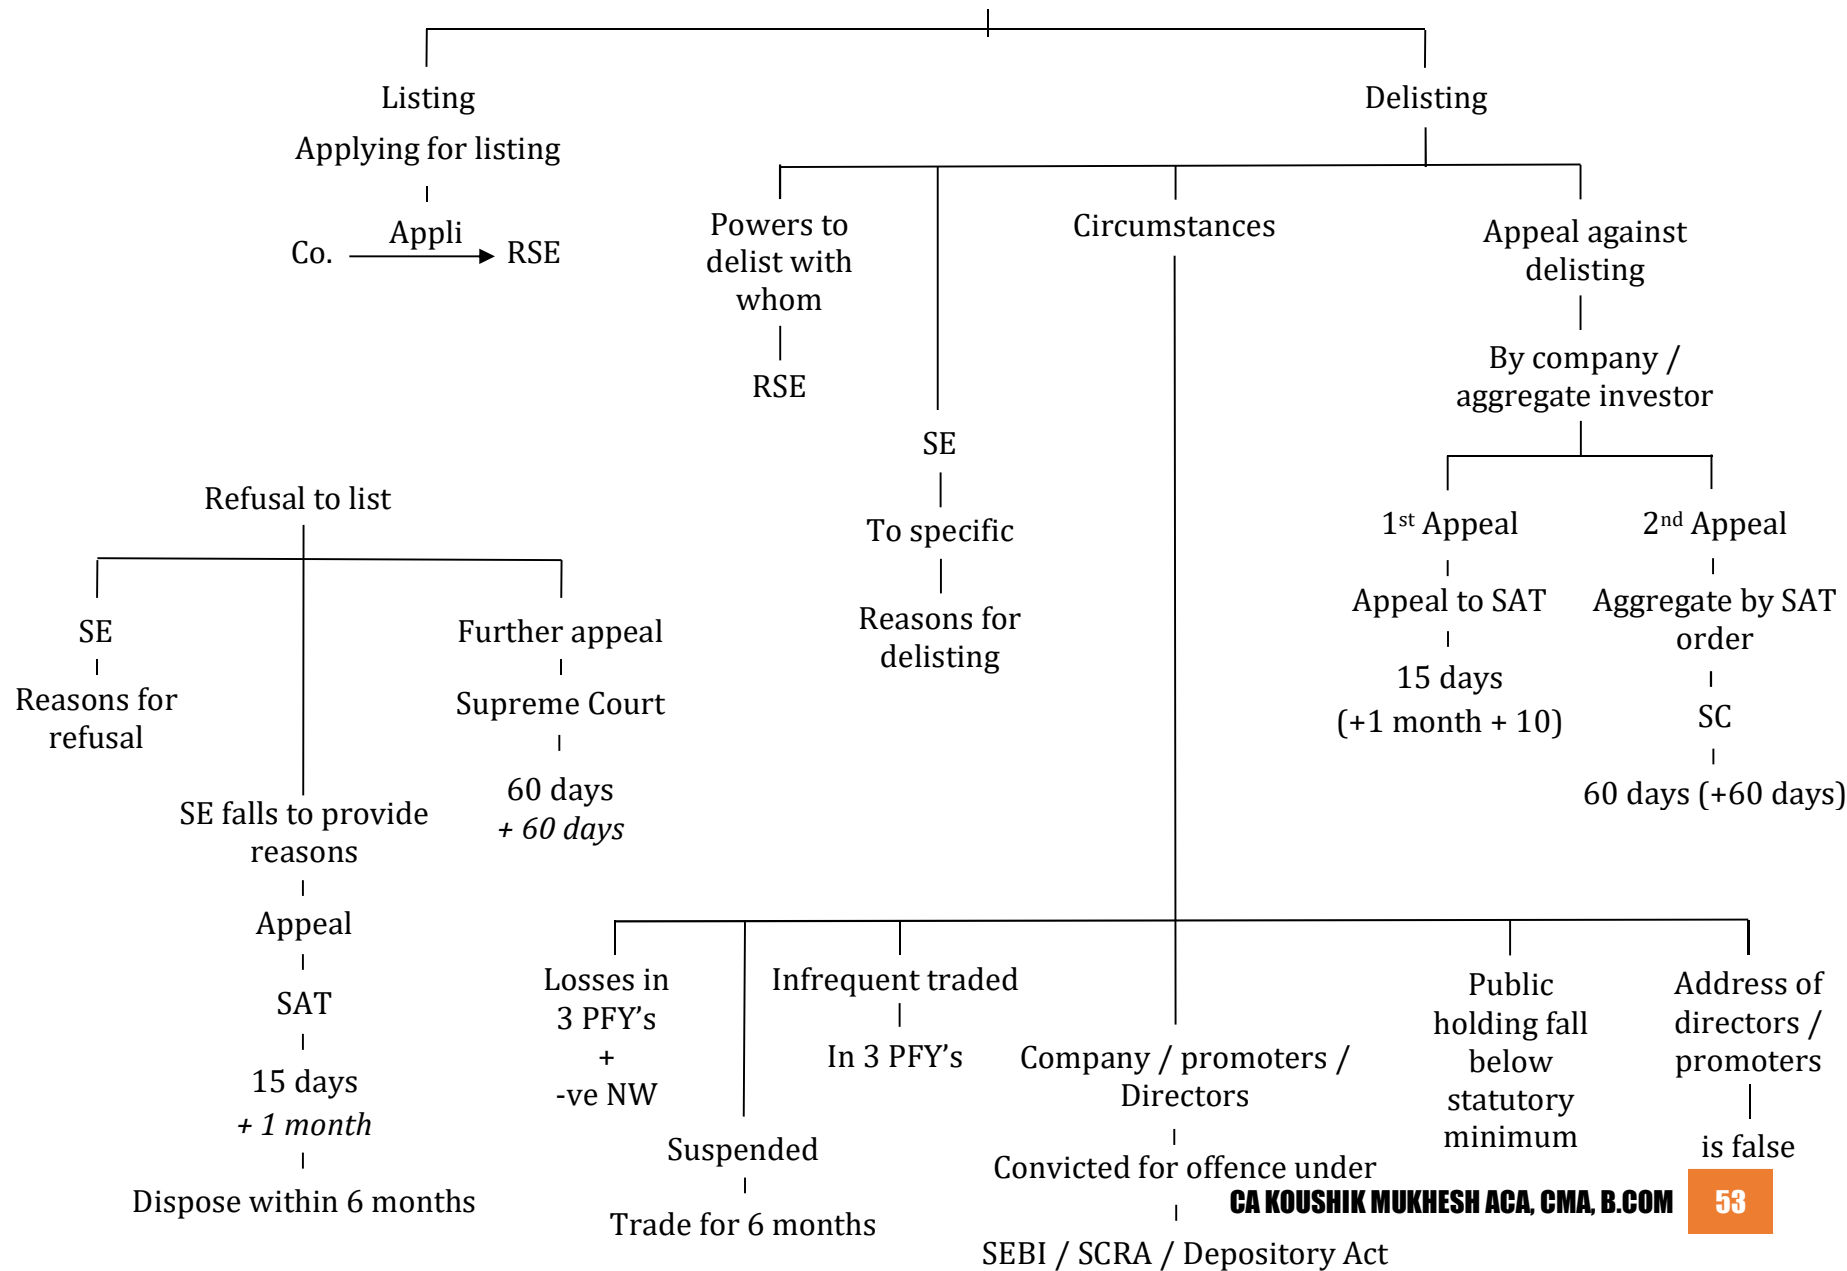 Listing
Applying for listing
Co.
Appli
RSE
Refusal to list
SE
Reasons for
refusal
SE falls to provide
reasons
Appeal
SAT
15 days
+ 1 month
Dispose within 6 months
Further appeal
Supreme Court
60 days
+ 60 days
Delisting
Powers to
delist with
whom
RSE
SE
To specific
Reasons for
delisting
Circumstances
Losses in
3 PFY’s
+
-ve NW
Suspended
Trade for 6 months
Infrequent traded
In 3 PFY’s
Company / promoters /
Directors
Convicted for offence under
SEBI / SCRA / Depository Act
Public
holding fall
below
statutory
minimum
Address of
directors /
promoters
is false
Appeal against
delisting
By company /
aggregate investor
1st Appeal
Appeal to SAT
15 days
(+1 month + 10)
2nd Appeal
Aggregate by SAT
order
SC
60 days (+60 days)
CA KOUSHIK MUKHESH ACA, CMA, B.COM
53